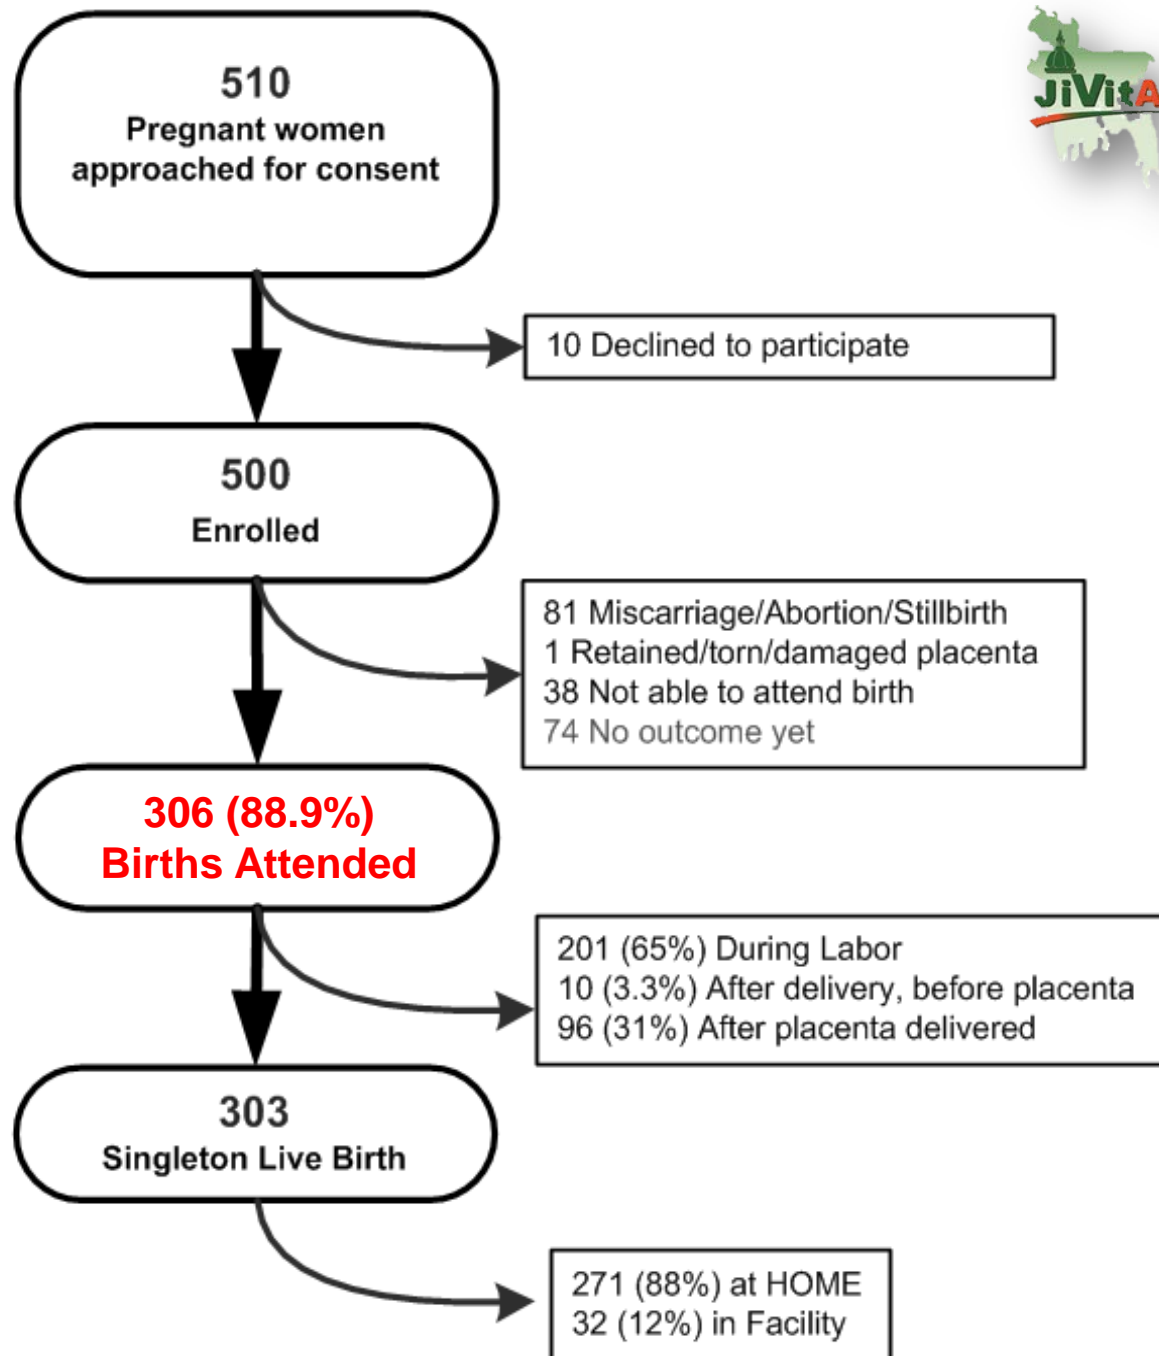 510
Pregnant women
approached for consent
JiVitA
10 Declined to participate
500
Enrolled
81 Miscarriage/Abortion/Stillbirth
1 Retained/torn/damaged placenta
38 Not able to attend birth
74 No outcome yet
306 (88.9%)
Births Attended
201 (65%) During Labor
10 (3.3%) After delivery, before placenta
96 (31%) After placenta delivered
303
Singleton Live Birth
271 (88%) at HOME
32 (12%) in Facility